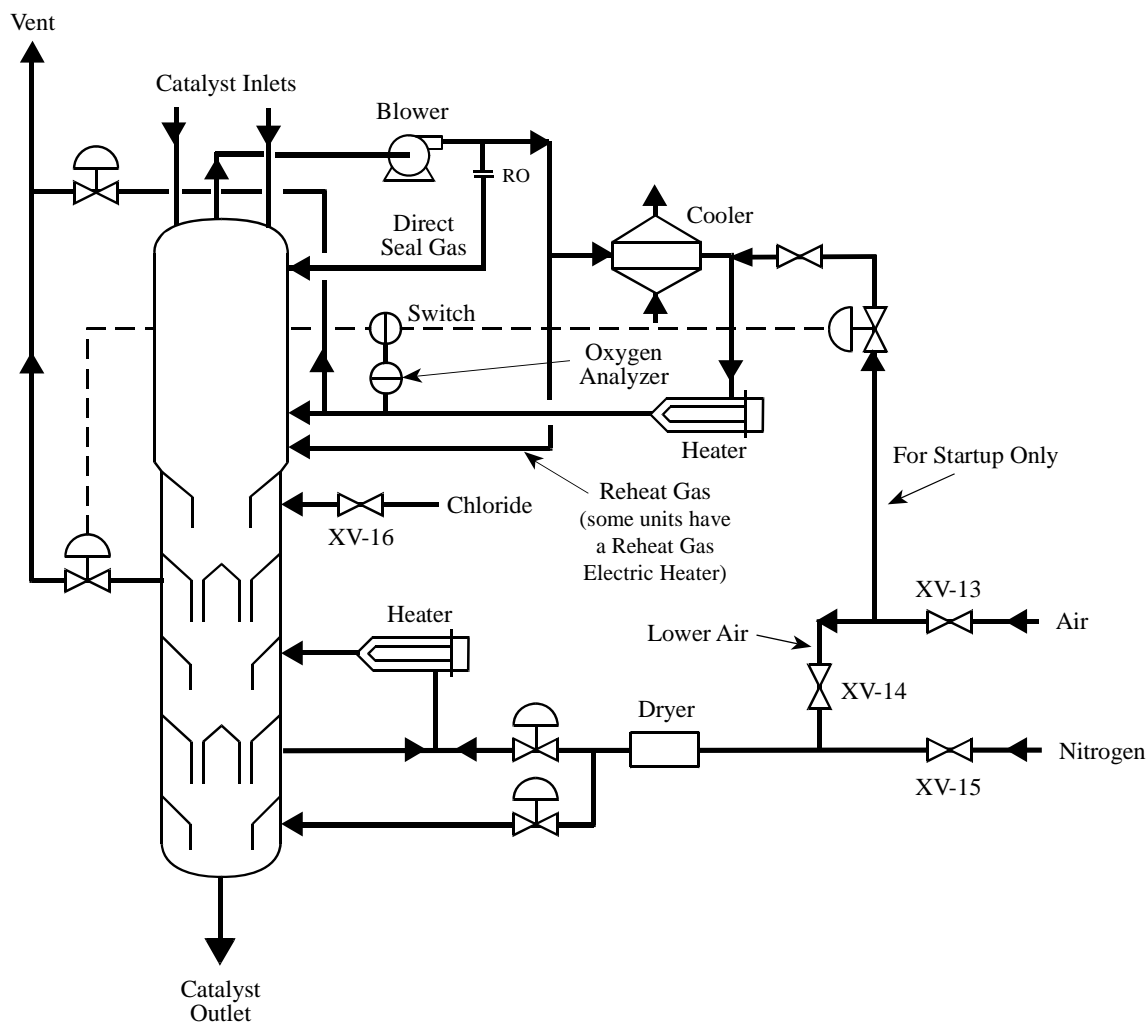 Vent
Catalyst Inlets
Blower
RO
Direct
Seal Gas
Cooler
Switch
Oxygen
Analyzer
Heater
For Startup Only
Reheat Gas
(some units have
a Reheat Gas
Electric Heater)
Chloride
XV-16
XV-13
Air
Heater
Lower Air
XV-14
Dryer
Nitrogen
XV-15
Catalyst
Outlet